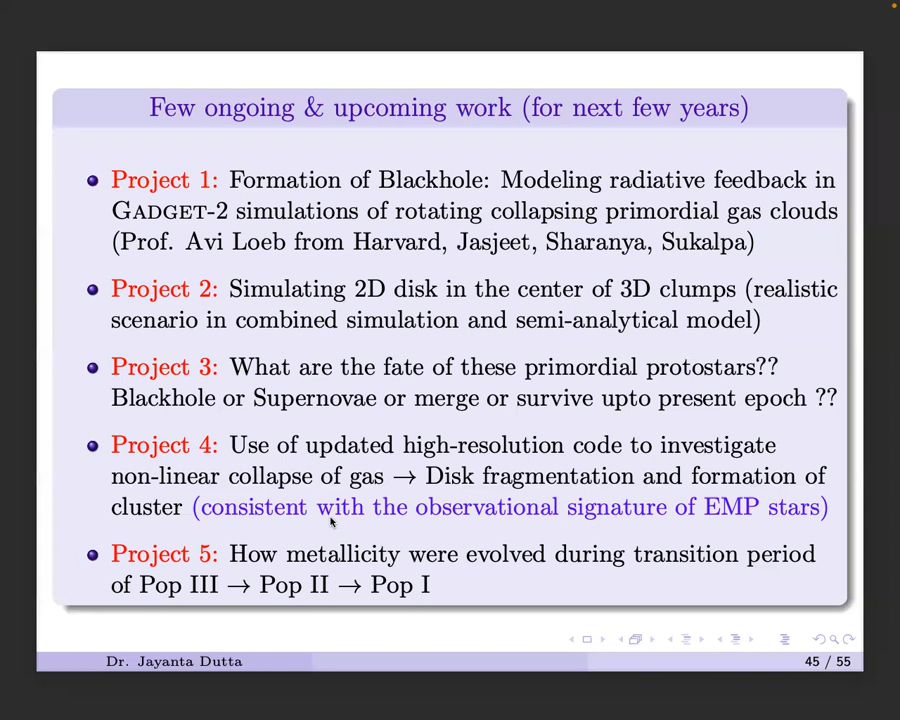 Few ongoing & upcoming work (for next few years)
Project 1: Formation of Blackhole: Modeling radiative feedback in
GADGET-2 simulations of rotating collapsing primordial gas clouds
(Prof. Avi Loeb from Harvard, Jasjeet, Sharanya, Sukalpa)
Project 2: Simulating 2D disk in the center of 3D clumps (realistic
scenario in combined simulation and semi-analytical model)
Project 3: What are the fate of these primordial protostars??
Blackhole or Supernovae or merge or survive upto present epoch ??
Project 4: Use of updated high-resolution code to investigate
non-linear collapse of gas → Disk fragmentation and formation of
cluster (consistent with the observational signature of EMP stars)
Project 5: How metallicity were evolved during transition period
of Pop III → Pop II → Pop I
Dr. Jayanta Dutta
45 / 55